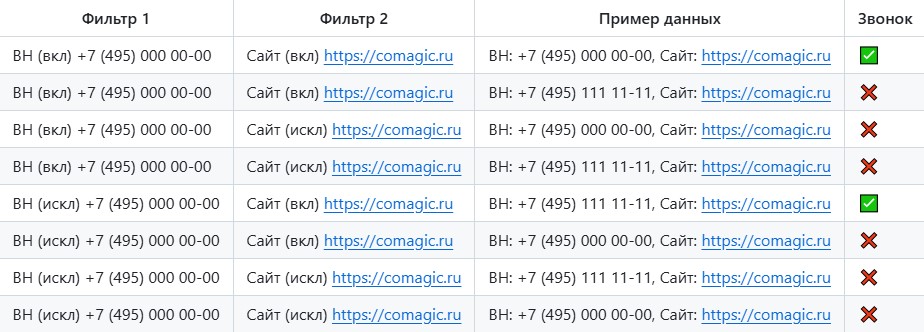 Фильтр 1 Фильтр 2 Пример данных Звонок
ВН (вкл) +7 (495) 000 00-00 Сайт (вкл) https://comagic.ru ВН: +7 (495) 000 00-00, Сайт: https://comagic.ru ✅
ВН (вкл) +7 (495) 000 00-00 Сайт (вкл) https://comagic.ru ВН: +7 (495) 111 11-11, Сайт: https://comagic.ru ❌
ВН (вкл) +7 (495) 000 00-00 Сайт (искл) https://comagic.ru ВН: +7 (495) 000 00-00, Сайт: https://comagic.ru ❌
ВН (вкл) +7 (495) 000 00-00 Сайт (искл) https://comagic.ru ВН: +7 (495) 111 11-11, Сайт: https://comagic.ru ❌
ВН (искл) +7 (495) 000 00-00 Сайт (вкл) https://comagic.ru ВН: +7 (495) 111 11-11, Сайт: https://comagic.ru ✅
ВН (искл) +7 (495) 000 00-00 Сайт (вкл) https://comagic.ru ВН: +7 (495) 000 00-00, Сайт: https://comagic.ru ❌
ВН (искл) +7 (495) 000 00-00 Сайт (искл) https://comagic.ru ВН: +7 (495) 111 11-11, Сайт: https://comagic.ru ❌
ВН (искл) +7 (495) 000 00-00 Сайт (искл) https://comagic.ru ВН: +7 (495) 000 00-00, Сайт: https://comagic.ru ❌